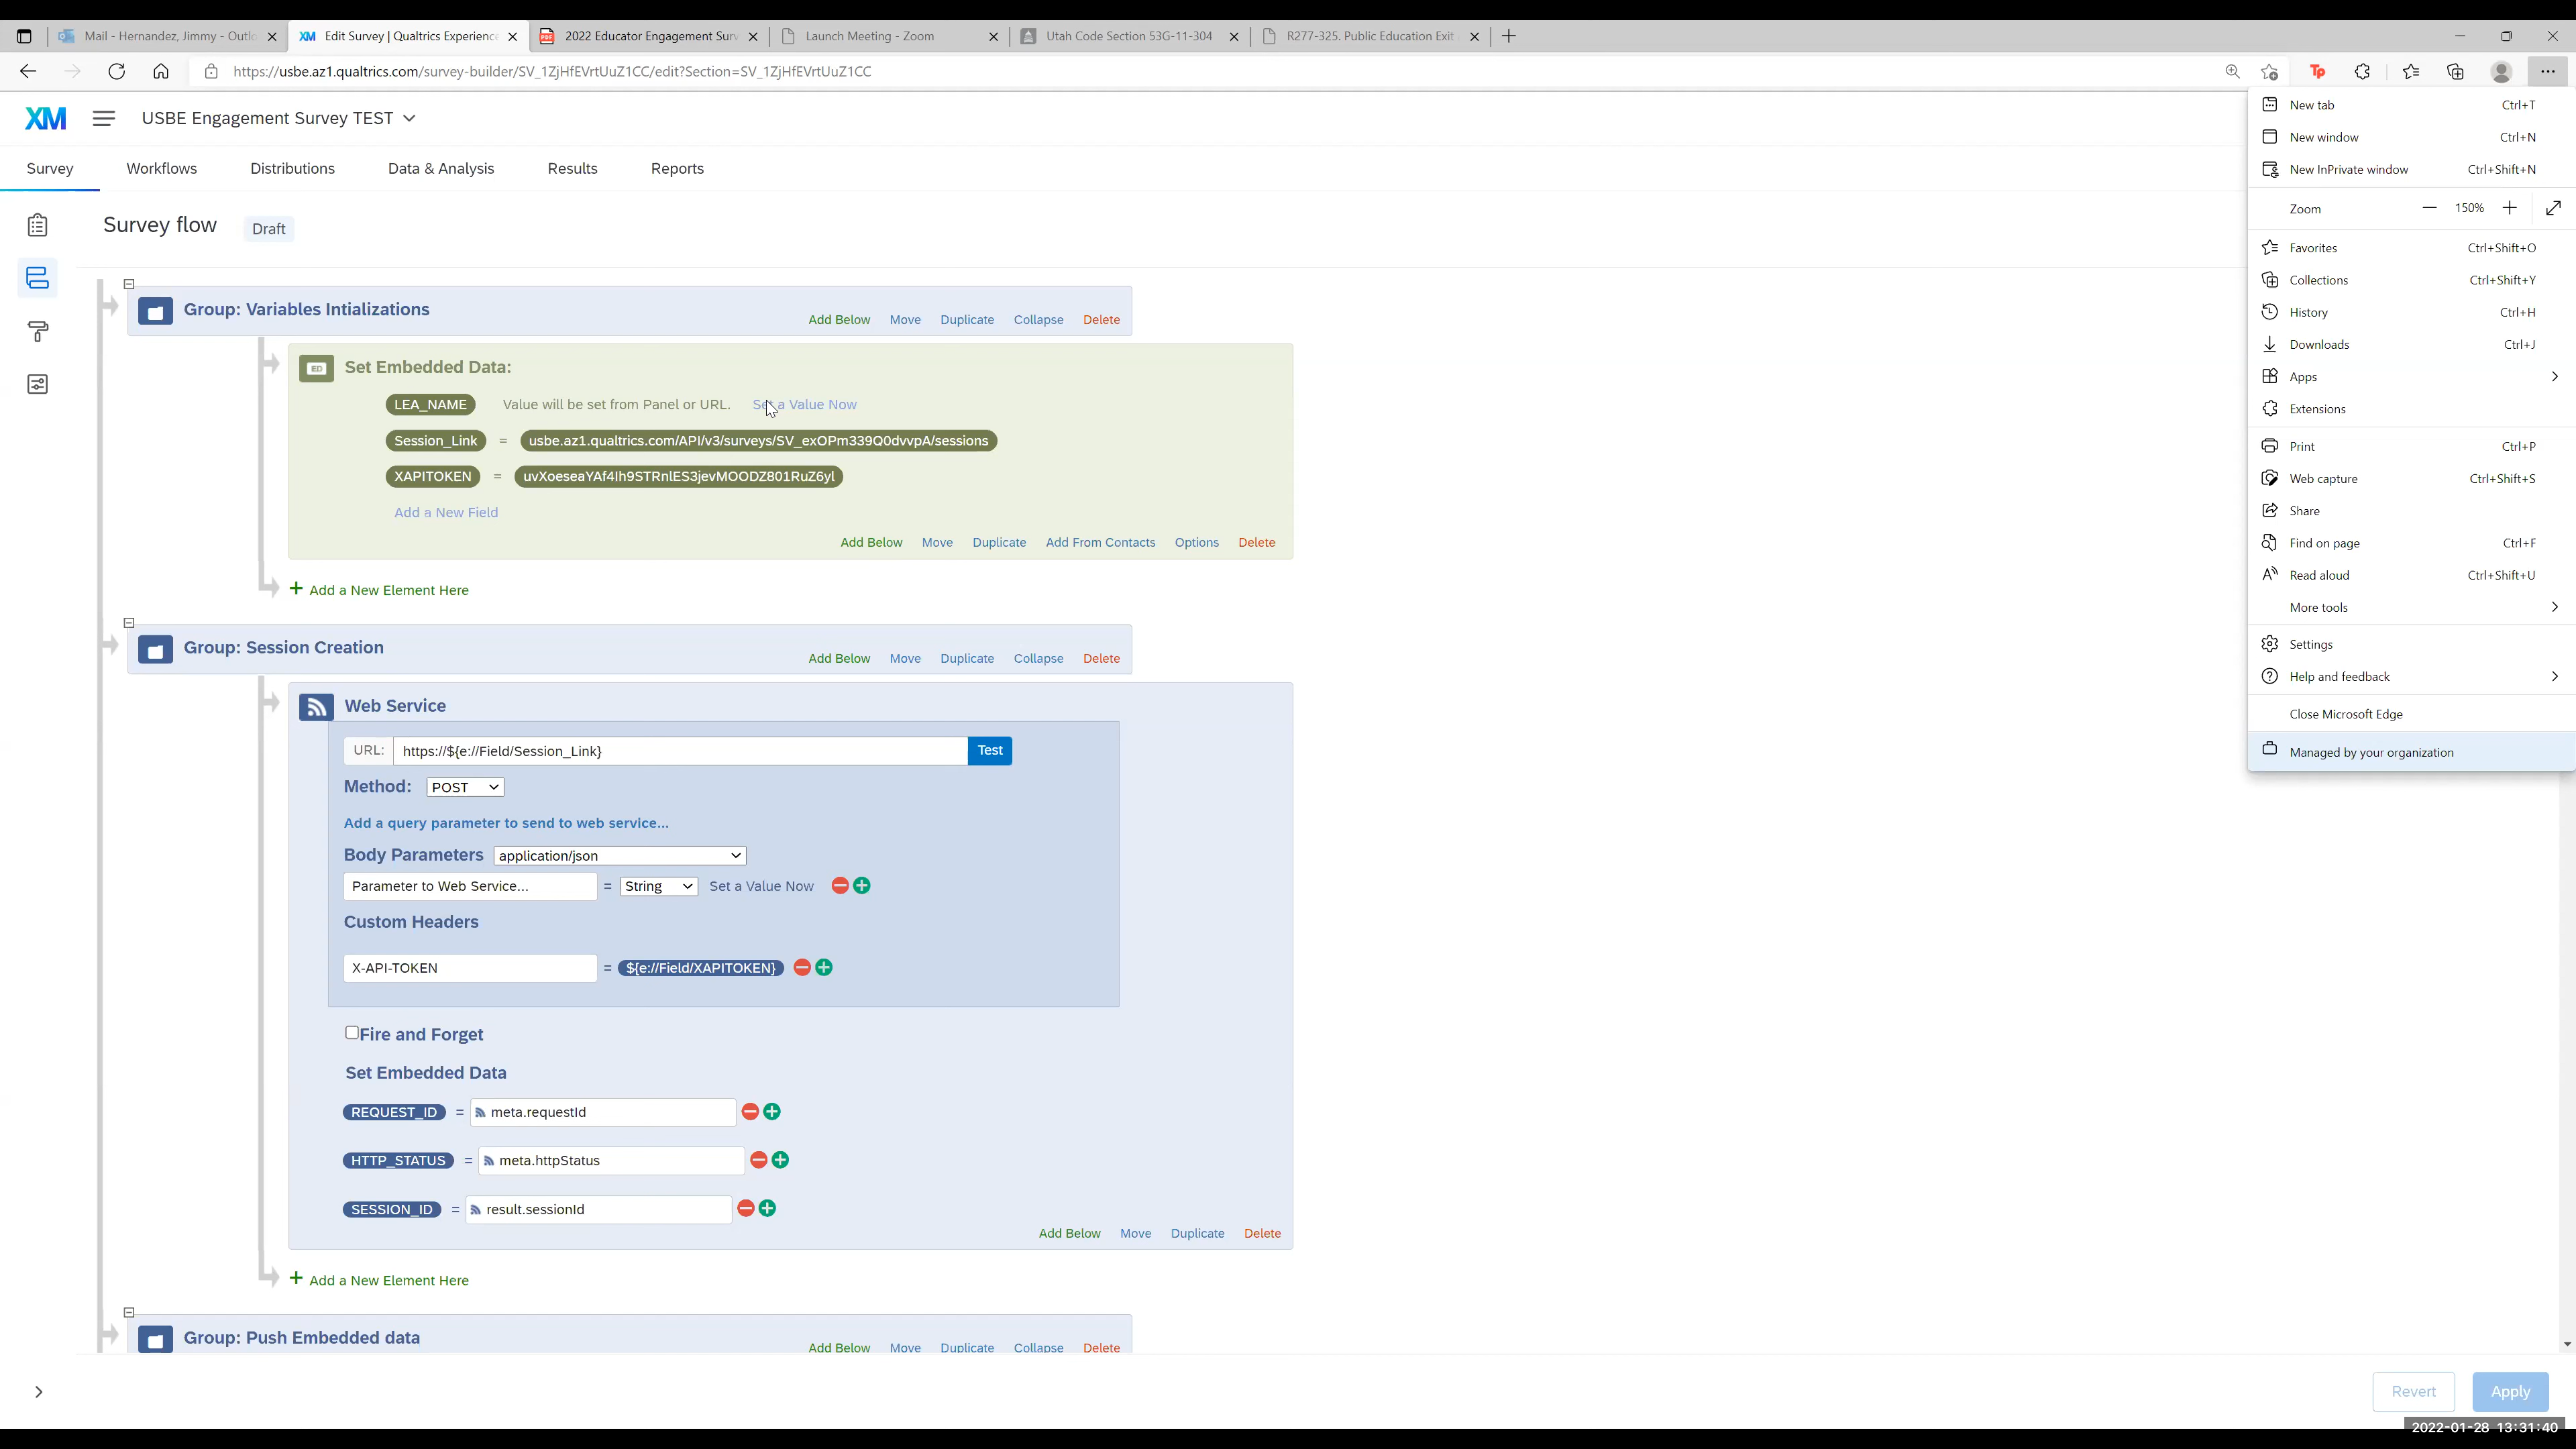 Mail - Hernandez, Jimmy - Outlo
Edit Survey | Qualtrics Experience
2022 Educator Engagement Surv
Launch Meeting - Zoom
Utah Code Section 53G-11-304
R277-325. Public Education Exit
https://usbe.az1.qualtrics.com/survey-builder/SV_1ZjHfEVrtUuZ1CC/edit?Section=SV_1ZjHfEVrtUuZ1CC
Tp
XM USBE Engagement Survey TEST
Survey Workflows Distributions Data & Analysis Results Reports
Survey flow Draft
Group: Variables Intializations
Add Below Move Duplicate Collapse Delete
ED Set Embedded Data:
LEA_NAME Value will be set from Panel or URL. Set a Value Now
Session_Link = usbe.az1.qualtrics.com/API/v3/surveys/SV_exOPm339Q0dvvpA/sessions
XAPITOKEN = uvXoeseaYAf4Ih9STRnlES3jevMOODZ801RuZ6yl
Add a New Field
Add Below Move Duplicate Add From Contacts Options Delete
+ Add a New Element Here
Group: Session Creation
Add Below Move Duplicate Collapse Delete
Web Service
URL: https://${e://Field/Session_Link} Test
Method: POST
Add a query parameter to send to web service...
Body Parameters application/json
Parameter to Web Service... = String Set a Value Now
Custom Headers
X-API-TOKEN = ${e://Field/XAPITOKEN}
Fire and Forget
Set Embedded Data
REQUEST_ID = meta.requestId
HTTP_STATUS = meta.httpStatus
SESSION_ID = result.sessionId
Add Below Move Duplicate Delete
+ Add a New Element Here
Group: Push Embedded data
Add Below Move Duplicate Collapse Delete
New tab Ctrl+T
New window Ctrl+N
New InPrivate window Ctrl+Shift+N
Zoom 150%
Favorites Ctrl+Shift+O
Collections Ctrl+Shift+Y
History Ctrl+H
Downloads Ctrl+J
Apps
Extensions
Print Ctrl+P
Web capture Ctrl+Shift+S
Share
Find on page Ctrl+F
Read aloud Ctrl+Shift+U
More tools
Settings
Help and feedback
Close Microsoft Edge
Managed by your organization
Revert Apply
2022-01-28 13:31:40